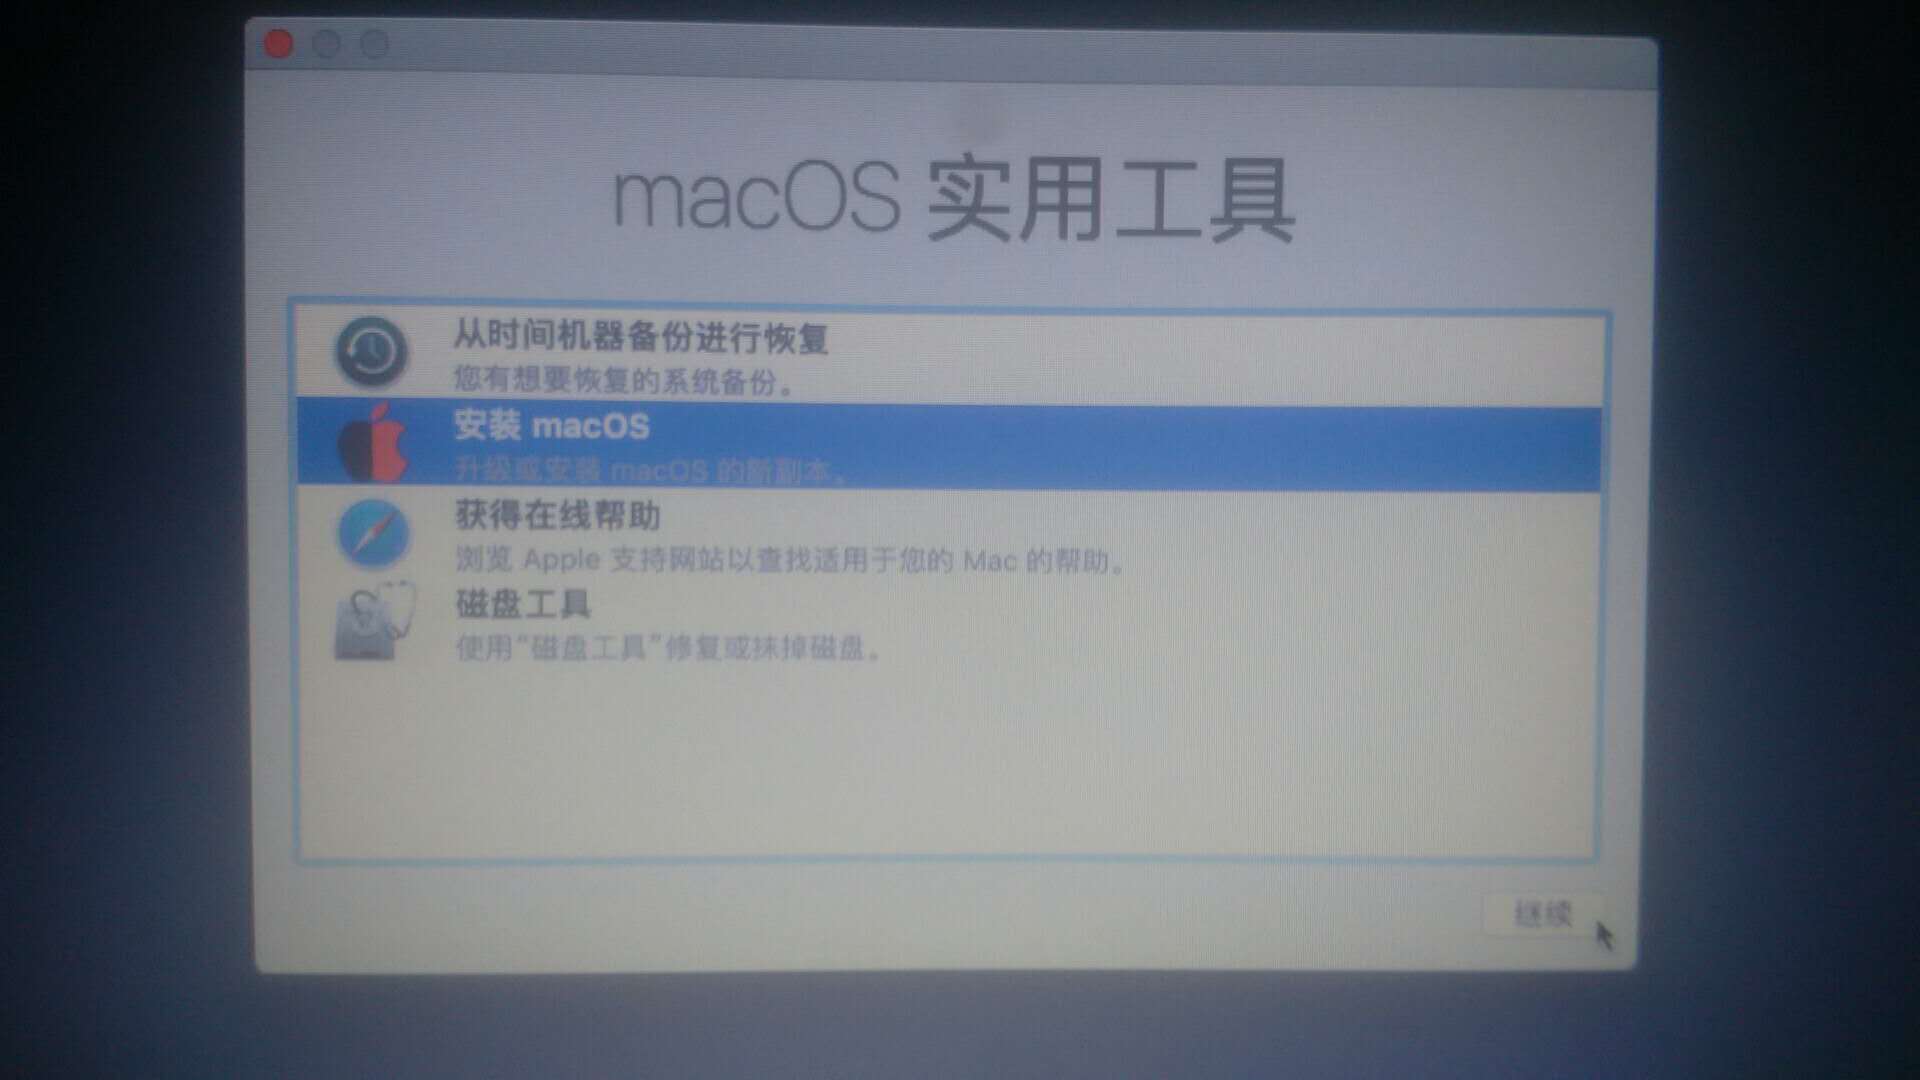 macOS 实用工具
从时间机器备份进行恢复
您有想要恢复的系统备份。
安装 macOS
升级或安装 macOS 的新副本。
获得在线帮助
浏览 Apple 支持网站以查找适用于您的 Mac 的帮助。
磁盘工具
使用“磁盘工具”修复或抹掉磁盘。
继续